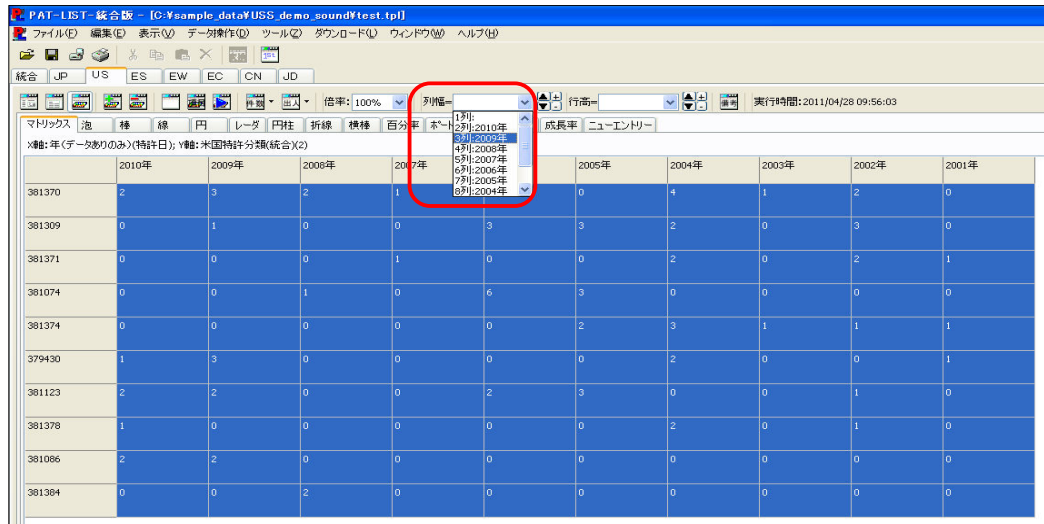 PAT-LIST-統合版 - [C:¥sample_data¥USS_demo_sound¥test.tpl]
ファイル(F) 編集(E) 表示(V) データ操作(D) ツール(Z) ダウンロード(L) ウィンドウ(W) ヘルプ(H)
統合 JP US ES EW EC CN JD
件数 出人 倍率: 100% 列幅= 行高= 備考 実行時間:2011/04/28 09:56:03
マトリックス 泡 棒 線 円 レーダ 円柱 折線 横棒 百分率 ポート 成長率 ニューエントリー
1列:
2列:2010年
3列:2009年
4列:2008年
5列:2007年
6列:2006年
7列:2005年
8列:2004年
X軸:年(データありのみ)(特許日); Y軸:米国特許分類(統合)(2)
2010年 2009年 2008年 2007年 2005年 2004年 2003年 2002年 2001年
381370 2 3 2 1 0 4 1 2 0
381309 0 1 0 0 3 3 2 0 3 0
381371 0 0 0 1 0 0 2 0 2 1
381074 0 0 1 0 6 3 0 0 0 0
381374 0 0 0 0 0 2 3 1 1 1
379430 1 3 0 0 0 0 2 0 0 1
381123 2 2 0 0 2 3 0 0 1 0
381378 1 0 0 0 0 0 2 0 1 0
381086 2 2 0 0 0 0 0 0 0 0
381384 0 0 2 0 0 0 0 0 0 0